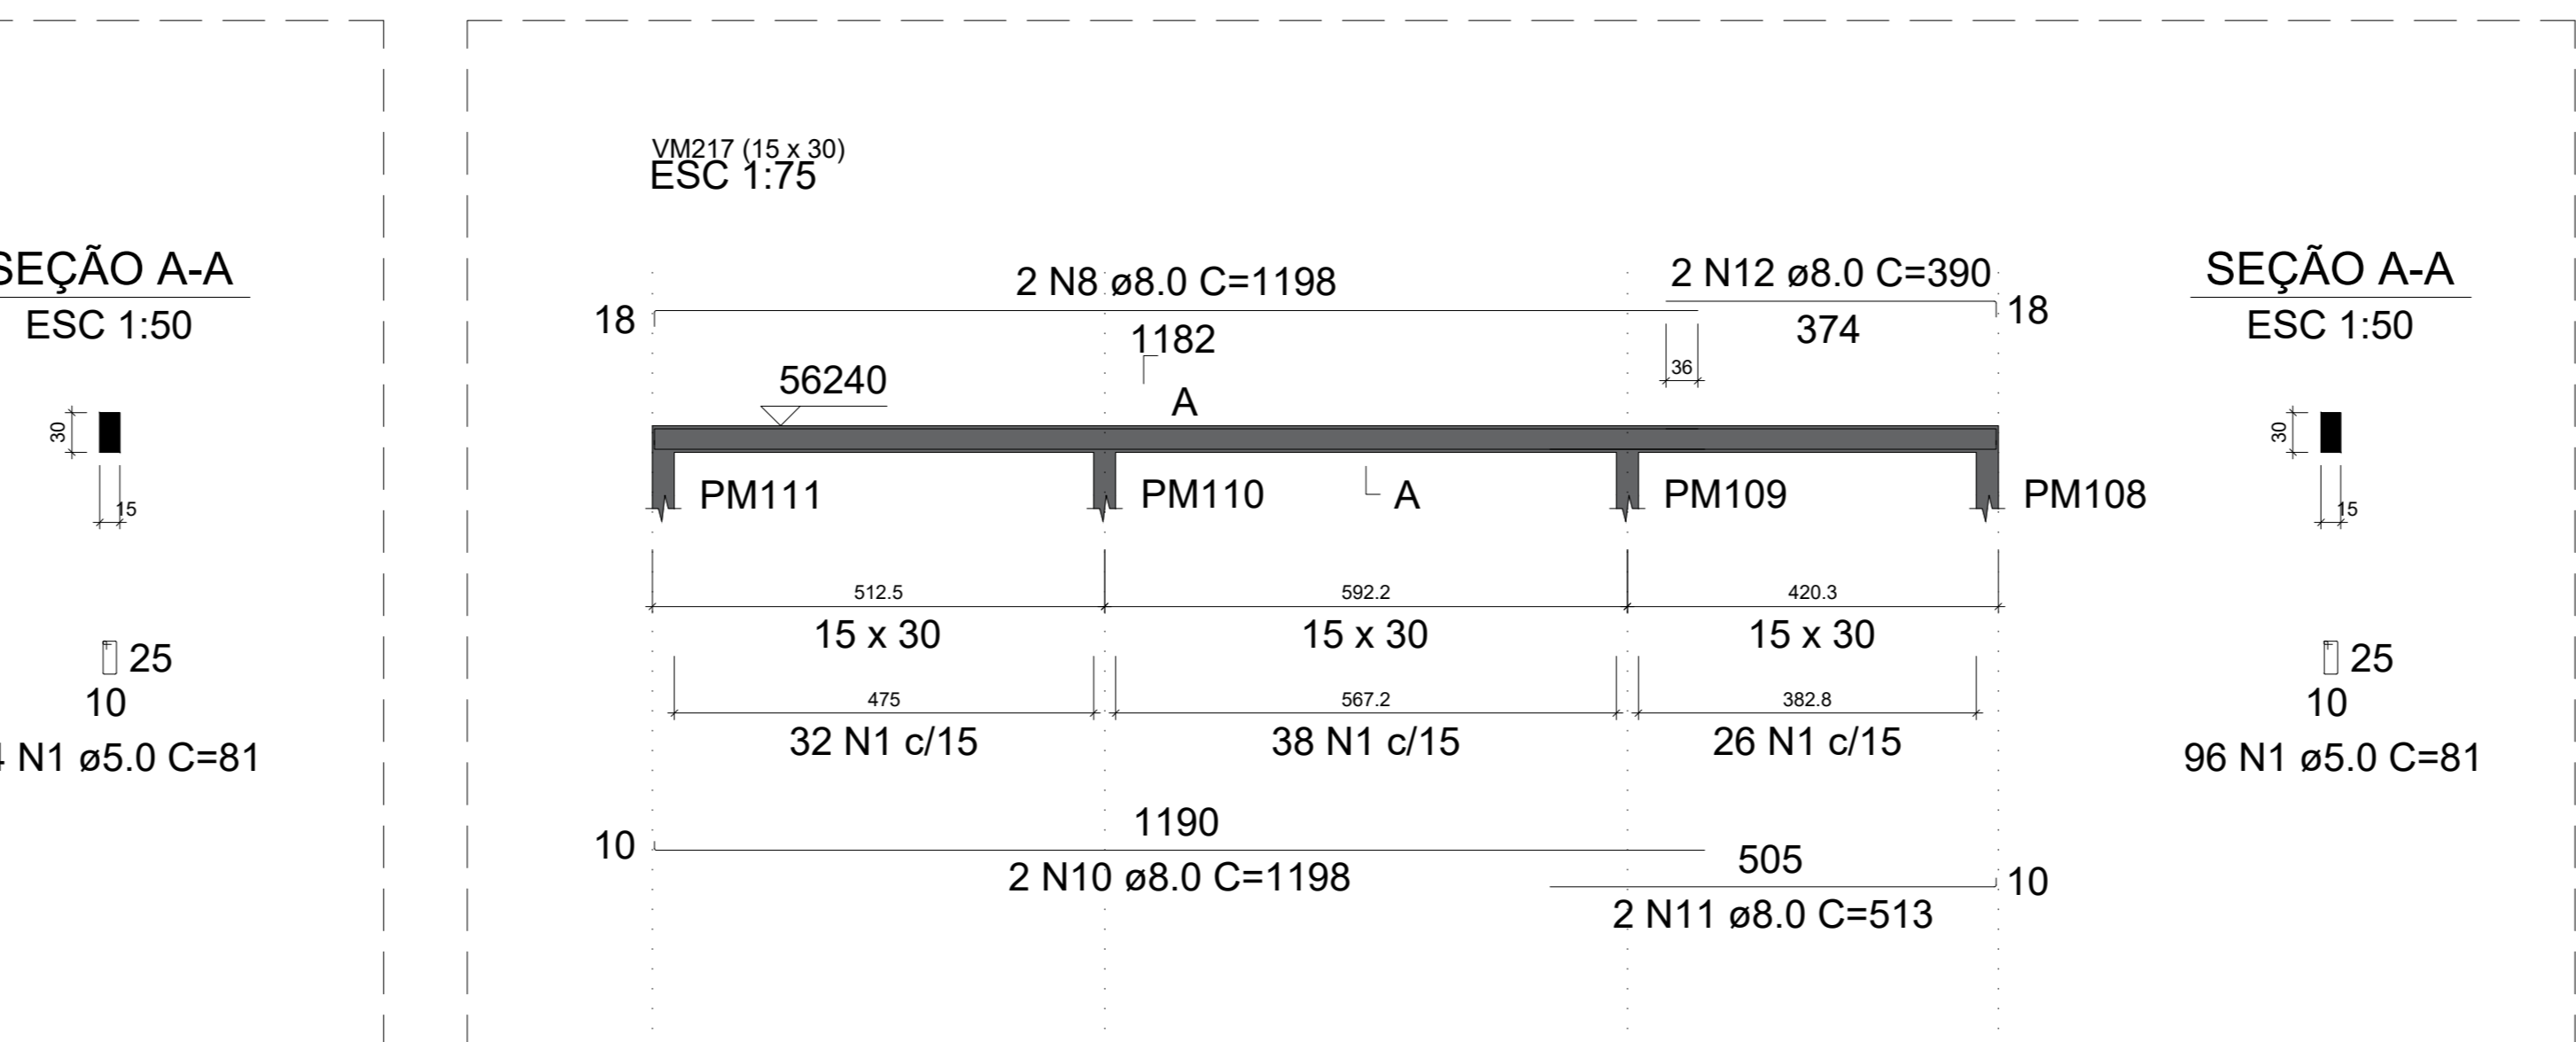 SEÇÃO A-A
ESC 1:50
30
15
25
10
N1 ø5.0 C=81
VM217 (15 x 30)
ESC 1:75
2 N8 ø8.0 C=1198
2 N12 ø8.0 C=390
18
1182
374
18
36
56240
A
PM111
PM110
A
PM109
PM108
512.5
592.2
420.3
15 x 30
15 x 30
15 x 30
475
567.2
382.8
32 N1 c/15
38 N1 c/15
26 N1 c/15
1190
10
2 N10 ø8.0 C=1198
505
10
2 N11 ø8.0 C=513
SEÇÃO A-A
ESC 1:50
30
15
25
10
96 N1 ø5.0 C=81